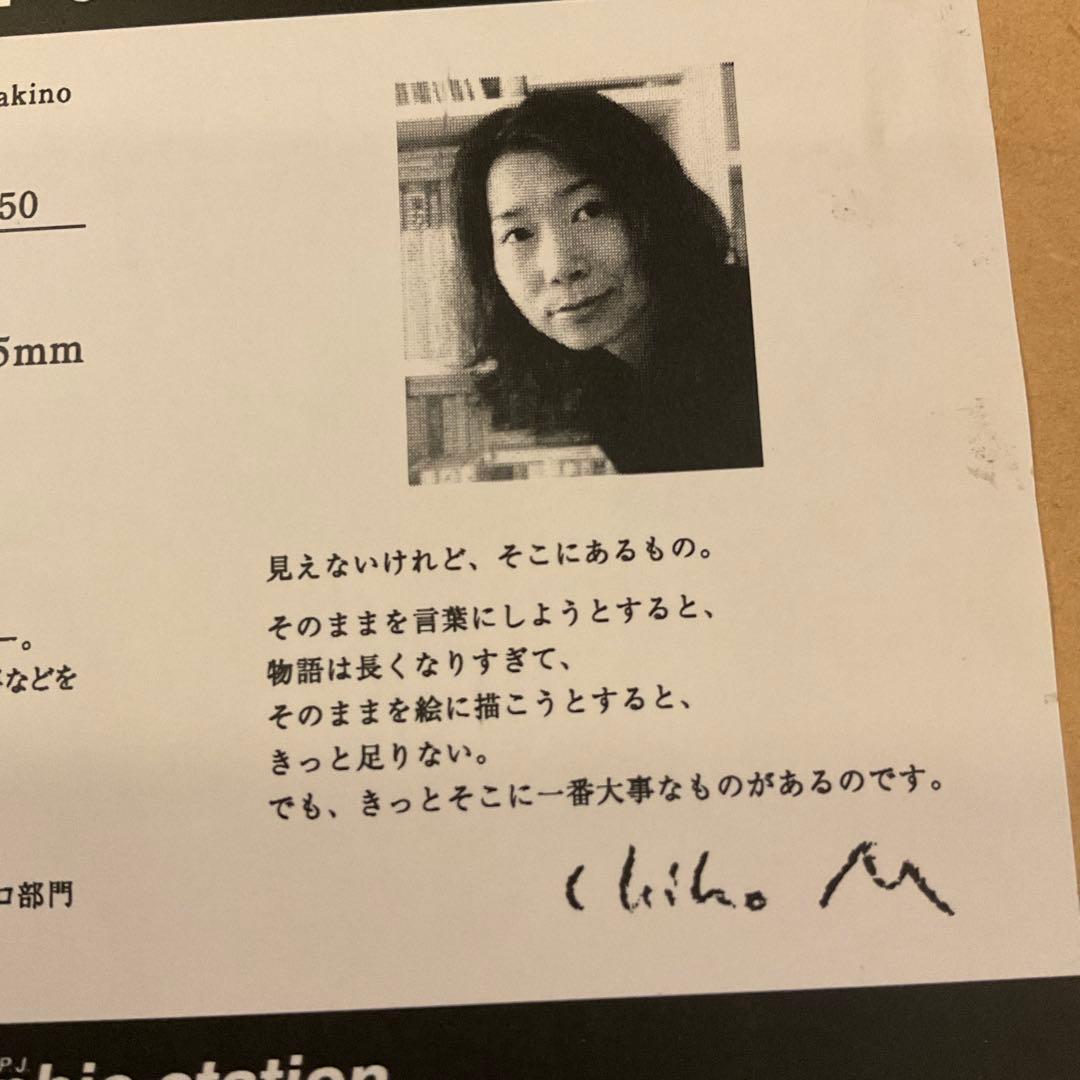 akino
50
5mm
見えないけれど、そこにあるもの。
そのままを言葉にしようとすると、
物語は長くなりすぎて、
そのままを絵に描こうとすると、
きっと足りない。
でも、きっとそこに一番大事なものがあるのです。
ー。
などを
ロ部門
Chiho M
PJ
station